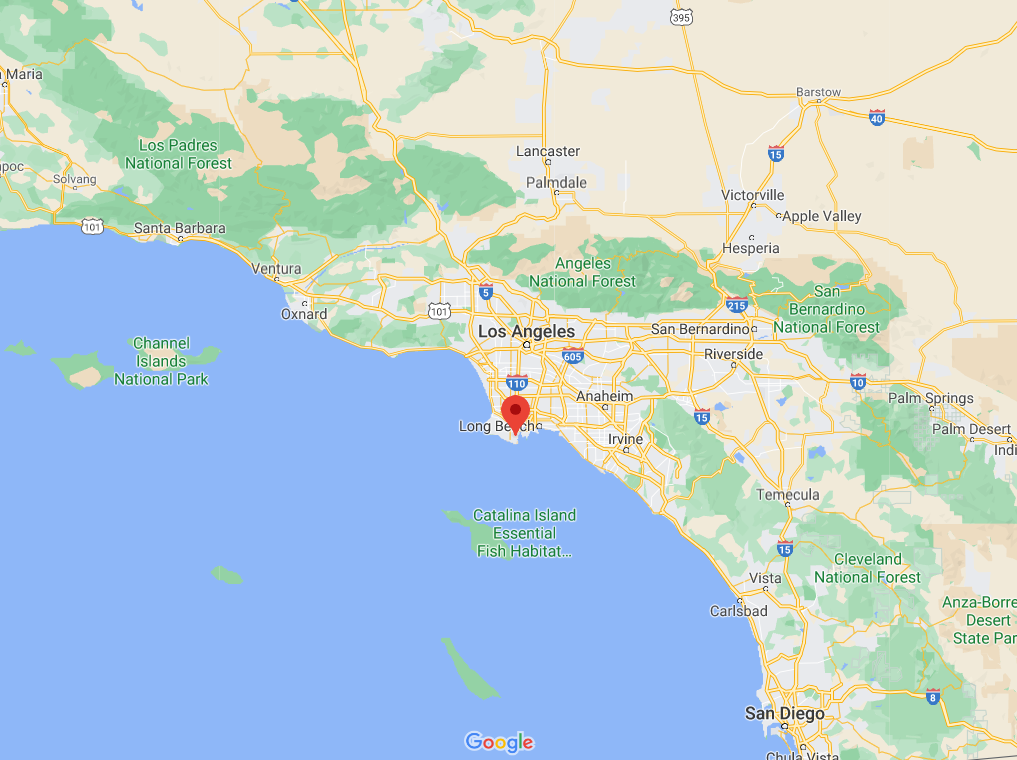 395
a Maria
Barstow
40
Los Padres
National Forest
Lancaster
15
poc
Solvang
Palmdale
Victorville
101
Santa Barbara
Apple Valley
Hesperia
Ventura
Angeles
National Forest
5
San
Bernardino
National Forest
215
Oxnard
101
Los Angeles
San Bernardino
605
Riverside
Channel
Islands
National Park
110
10
Anaheim
Palm Springs
15
Long Beach
Irvine
Palm Desert
Indi
Temecula
Catalina Island
Essential
Fish Habitat...
15
Cleveland
National Forest
Vista
Carlsbad
Anza-Borre
Desert
State Par
8
San Diego
Google
Chula Vista